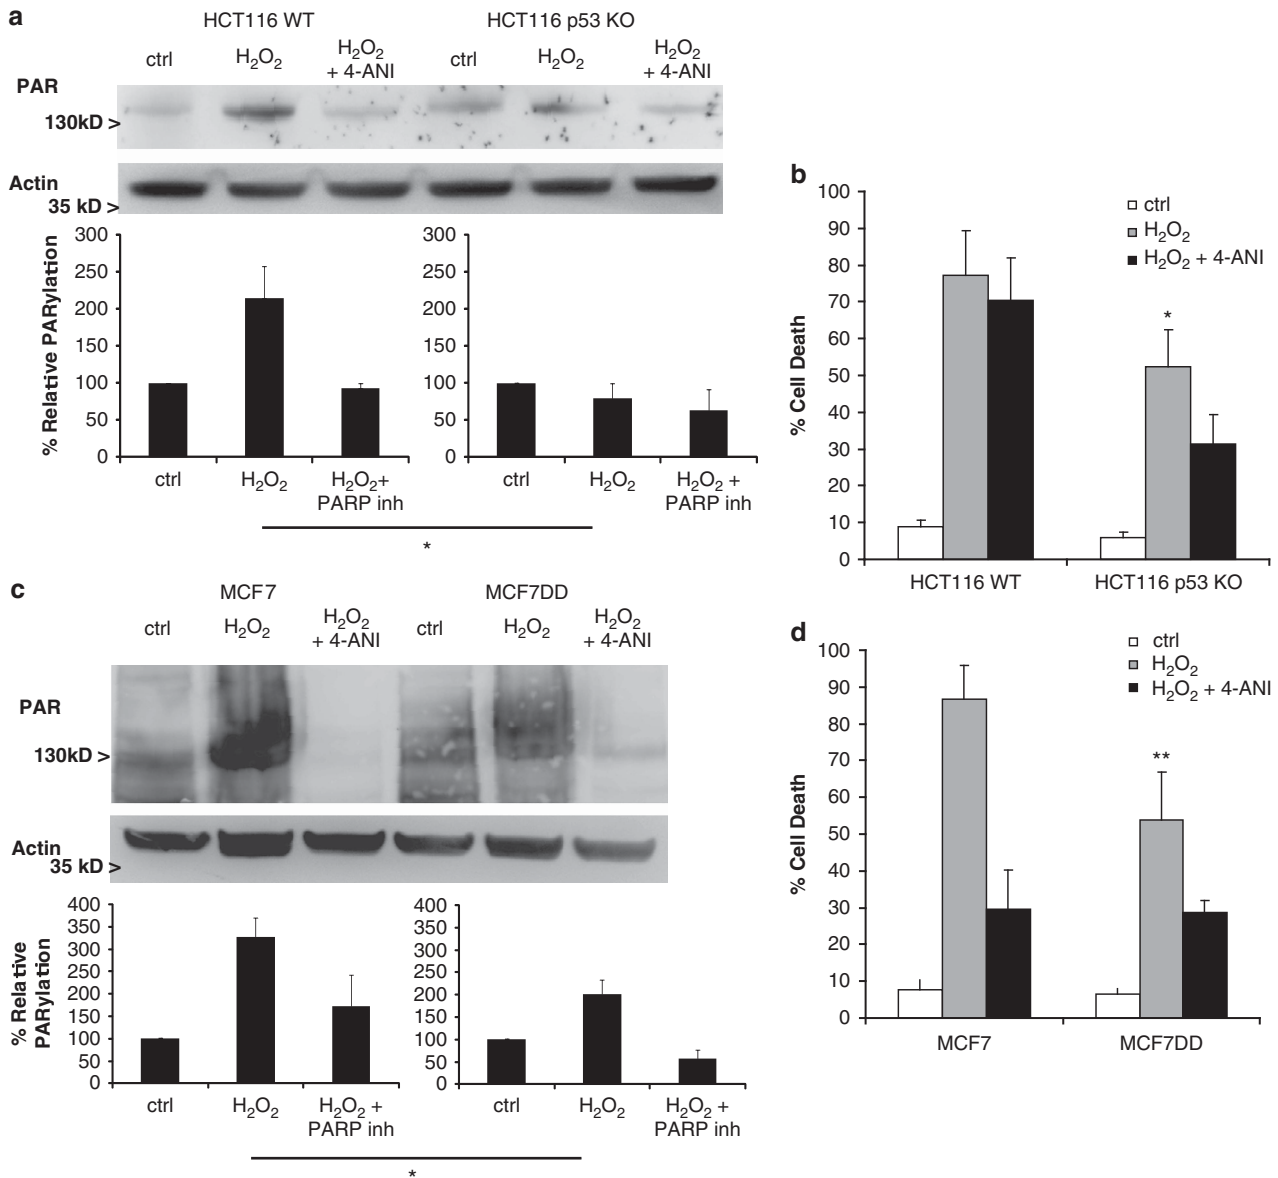 a
HCT116 WT HCT116 p53 KO
ctrl H₂O₂ H₂O₂ + 4-ANI ctrl H₂O₂ H₂O₂ + 4-ANI
PAR
130kD >
Actin
35 kD >
% Relative PARylation
300 300
250 250
200 200
150 150
100 100
50 50
0 0
ctrl H₂O₂ H₂O₂+ PARP inh ctrl H₂O₂ H₂O₂ + PARP inh
*
b
% Cell Death
100
90
80
70
60
50
40
30
20
10
0
ctrl
H₂O₂
H₂O₂ + 4-ANI
*
HCT116 WT HCT116 p53 KO
c
MCF7 MCF7DD
ctrl H₂O₂ H₂O₂ + 4-ANI ctrl H₂O₂ H₂O₂ + 4-ANI
PAR
130kD >
Actin
35 kD >
% Relative PARylation
400 400
350 350
300 300
250 250
200 200
150 150
100 100
50 50
0 0
ctrl H₂O₂ H₂O₂ + PARP inh ctrl H₂O₂ H₂O₂ + PARP inh
*
d
% Cell Death
100
90
80
70
60
50
40
30
20
10
0
ctrl
H₂O₂
H₂O₂ + 4-ANI
**
MCF7 MCF7DD